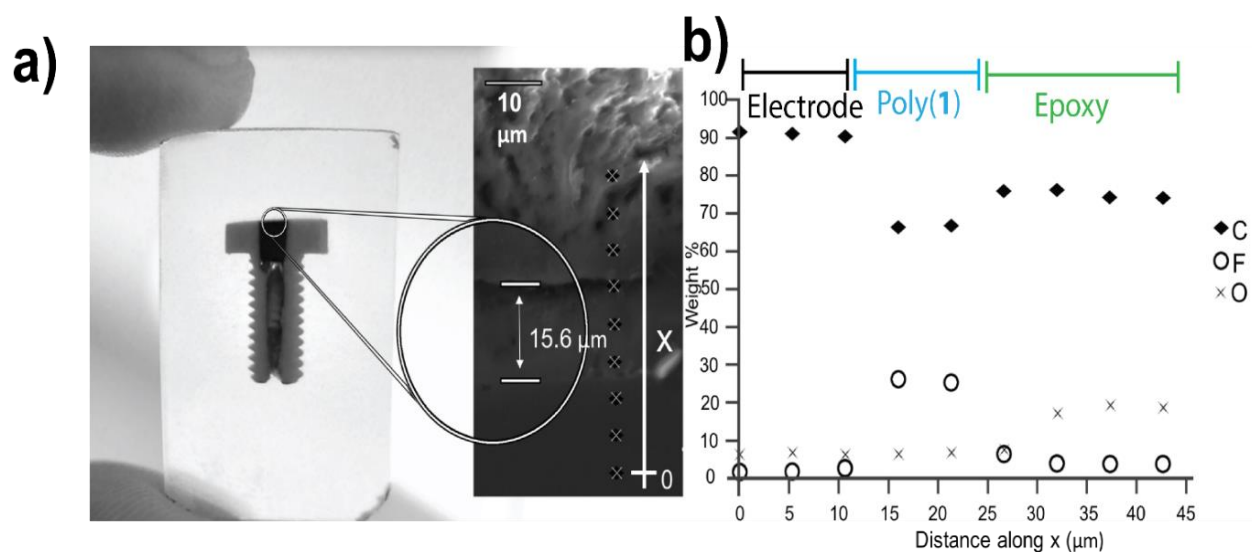 a)
10
μm
15.6 μm
X
0
b)
Electrode
Poly(1)
Epoxy
100
90
80
70
60
50
40
30
20
10
0
Weight %
0 5 10 15 20 25 30 35 40 45
Distance along x (μm)
C
F
O